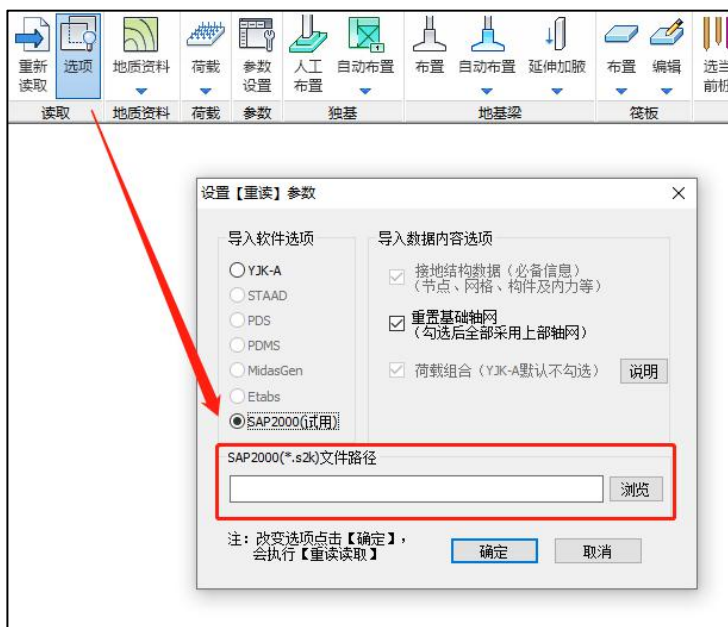 重新
读取
选项
地质资料
荷载
参数
设置
人工
布置
自动布置
布置
自动布置
延伸加腋
布置
编辑
选当
前桩
读取
地质资料
荷载
参数
独基
地基梁
筏板
设置【重读】参数
导入软件选项
YJK-A
STAAD
PDS
PDMS
MidasGen
Etabs
SAP2000(试用)
导入数据内容选项
接地结构数据（必备信息）
（节点、网格、构件及内力等）
重置基础轴网
（勾选后全部采用上部轴网）
荷载组合（YJK-A默认不勾选）
说明
SAP2000(*.s2k)文件路径
浏览
注：改变选项点击【确定】，
会执行【重读读取】
确定
取消